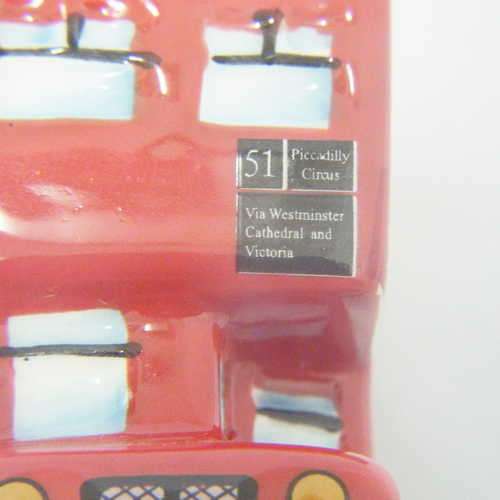 51
Piccadilly
Circus
Via Westminster
Cathedral and
Victoria